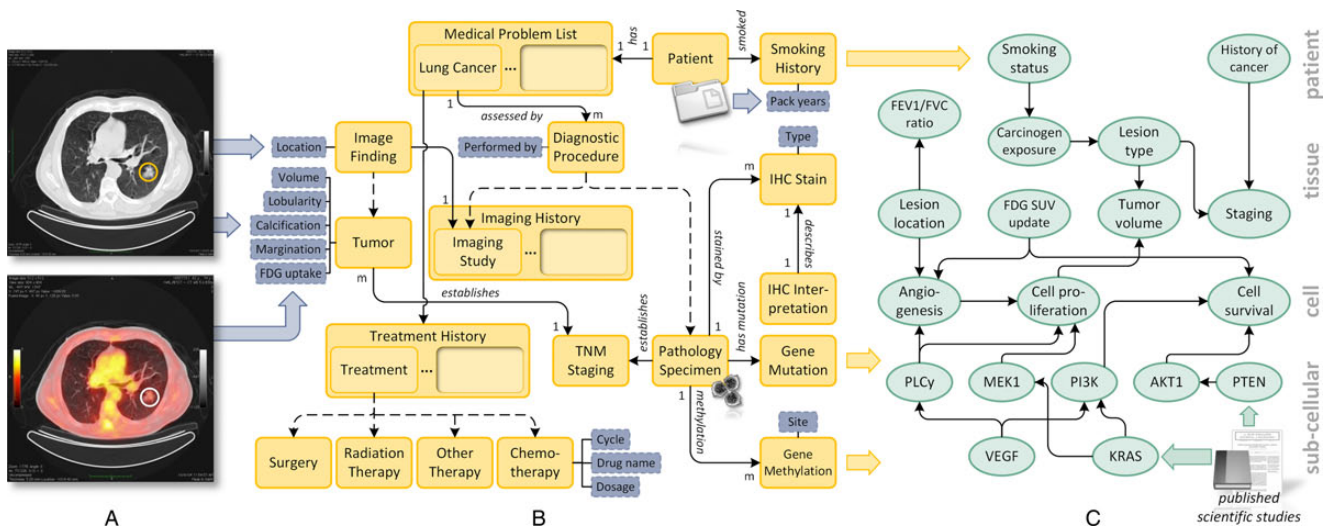 Medical Problem List
Lung Cancer
...
has
1
1
Patient
smoked
Smoking
History
Pack years
1
assessed by
m
Performed by
Diagnostic
Procedure
Type
IHC Stain
m
Location
Image
Finding
Volume
Lobularity
Calcification
Margination
FDG uptake
Tumor
m
1
Imaging History
Imaging
Study
...
stained by
1
describes
1
IHC Inter-
pretation
establishes
1
Treatment History
Treatment
...
TNM
Staging
1
establishes
Pathology
Specimen
1
has mutation
Gene
Mutation
1
methylation
Site
Gene
Methylation
m
Surgery
Radiation
Therapy
Other
Therapy
Chemo-
therapy
Cycle
Drug name
Dosage
Smoking
status
History of
cancer
FEV1/FVC
ratio
Carcinogen
exposure
Lesion
type
Lesion
location
FDG SUV
update
Tumor
volume
Staging
Angio-
genesis
Cell pro-
liferation
Cell
survival
PLCy
MEK1
PI3K
AKT1
PTEN
VEGF
KRAS
published
scientific studies
patient
tissue
cell
sub-cellular
A
B
C